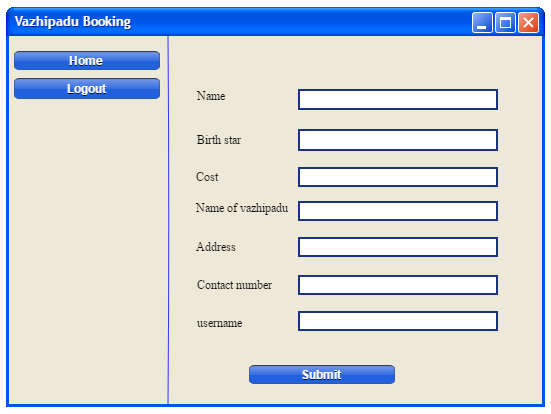 Vazhipadu Booking
Home
Logout
Name
Birth star
Cost
Name of vazhipadu
Address
Contact number
username
Submit